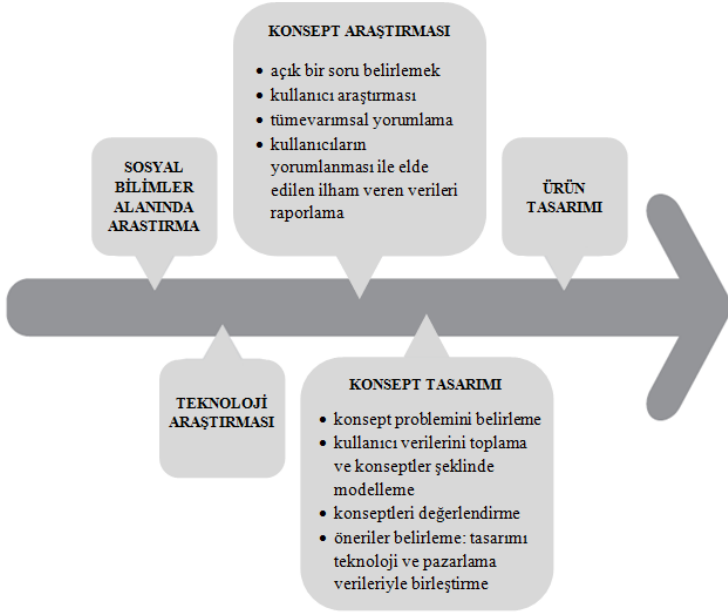 KONSEPT ARAŞTIRMASI
• açık bir soru belirlemek
• kullanıcı araştırması
• tümevarımsal yorumlama
• kullanıcıların
yorumlanması ile elde
edilen ilham veren verileri
raporlama
SOSYAL
BİLİMLER
ALANINDA
ARASTIRMA
ÜRÜN
TASARIMI
TEKNOLOJİ
ARAŞTIRMASI
KONSEPT TASARIMI
• konsept problemini belirleme
• kullanıcı verilerini toplama
ve konseptler şeklinde
modelleme
• konseptleri değerlendirme
• öneriler belirleme: tasarımı
teknoloji ve pazarlama
verileriyle birleştirme